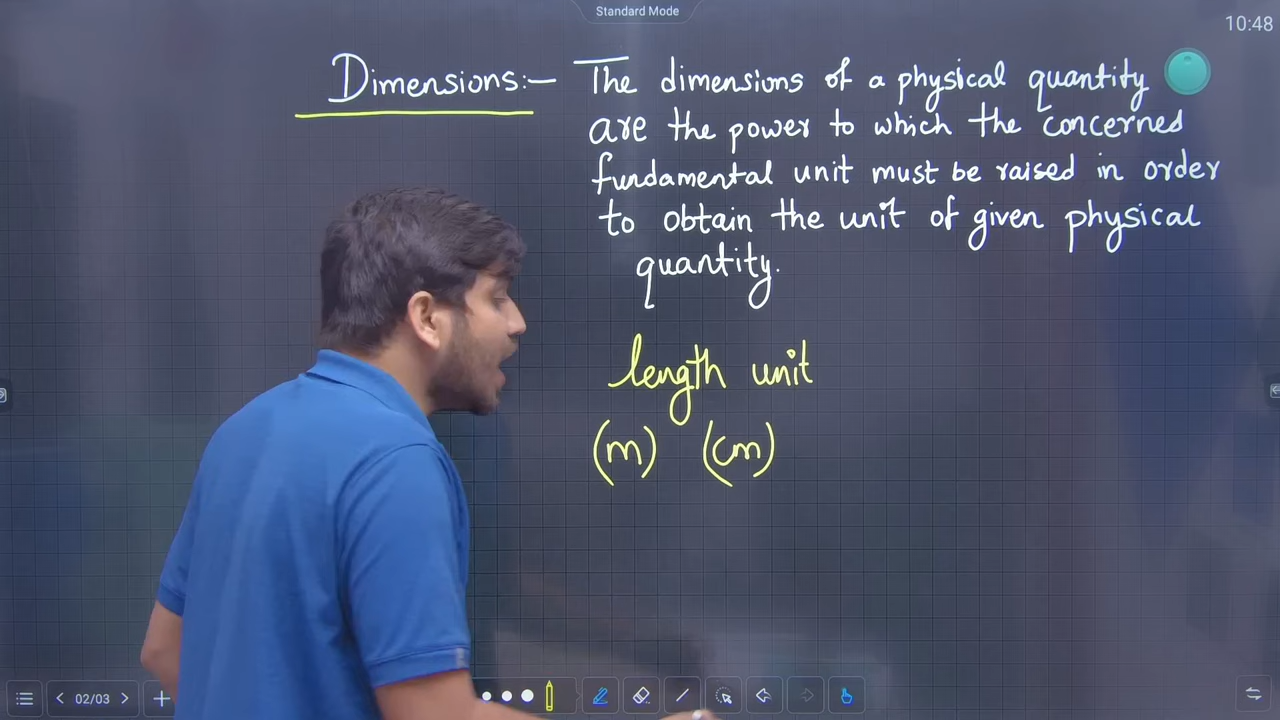 Standard Mode
10:48
Dimensions:- The dimensions of a physical quantity
are the power to which the concerned
fundamental unit must be raised in order
to obtain the unit of given physical
quantity.
length unit
(m) (cm)
02/03